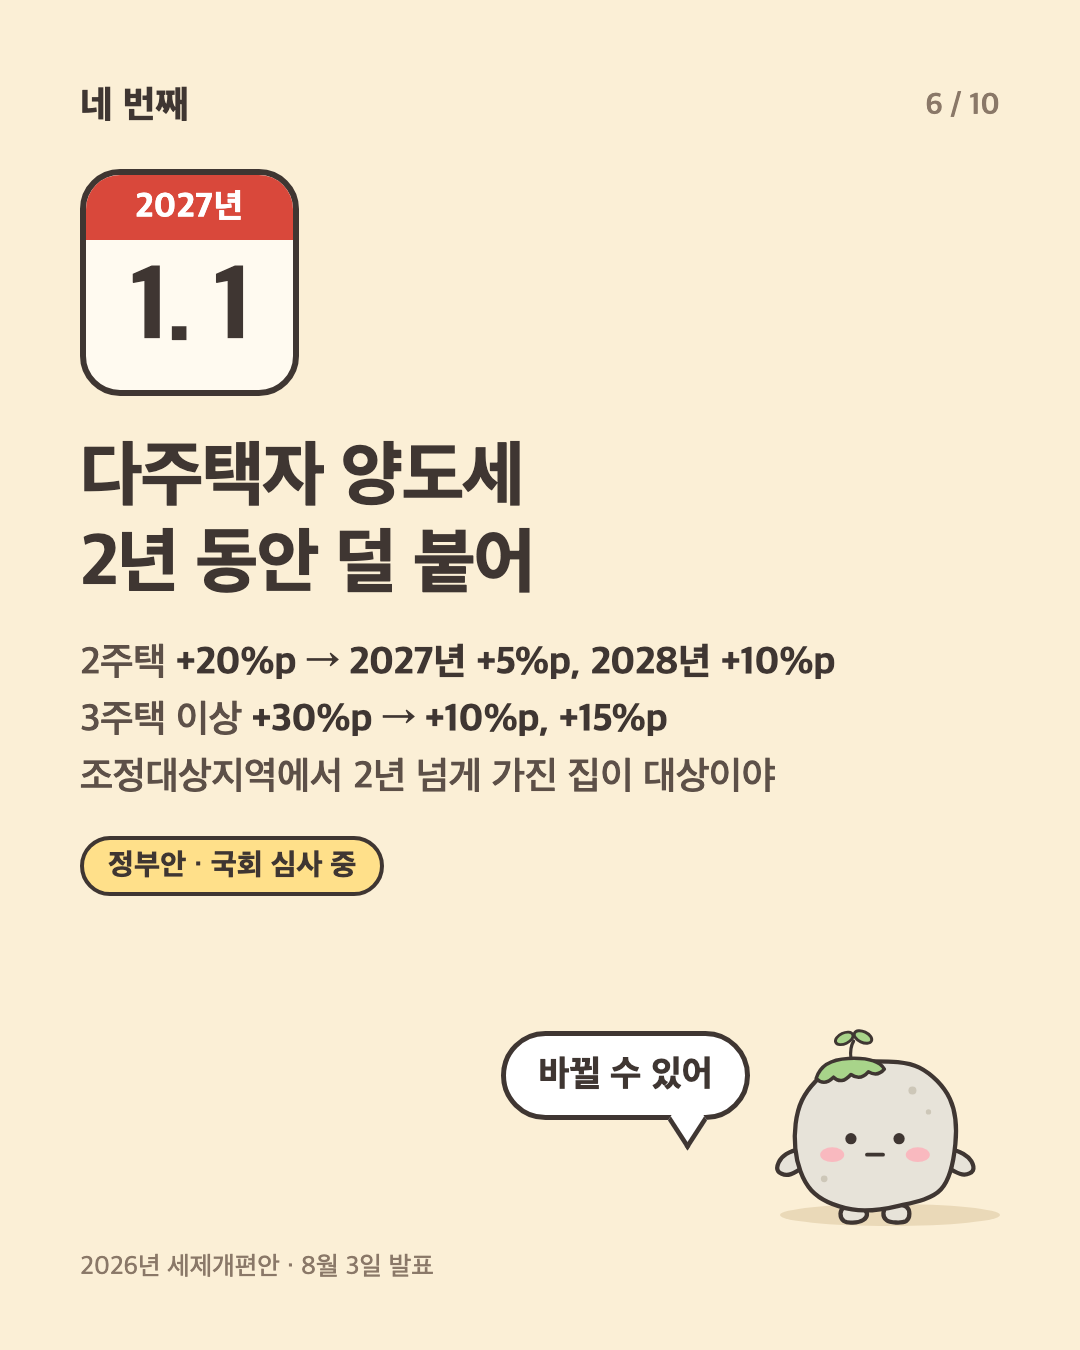 네 번째
6 / 10
2027년
1. 1
다주택자 양도세
2년 동안 덜 붙어
2주택 +20%p → 2027년 +5%p, 2028년 +10%p
3주택 이상 +30%p → +10%p, +15%p
조정대상지역에서 2년 넘게 가진 집이 대상이야
정부안 · 국회 심사 중
바뀔 수 있어
2026년 세제개편안 · 8월 3일 발표